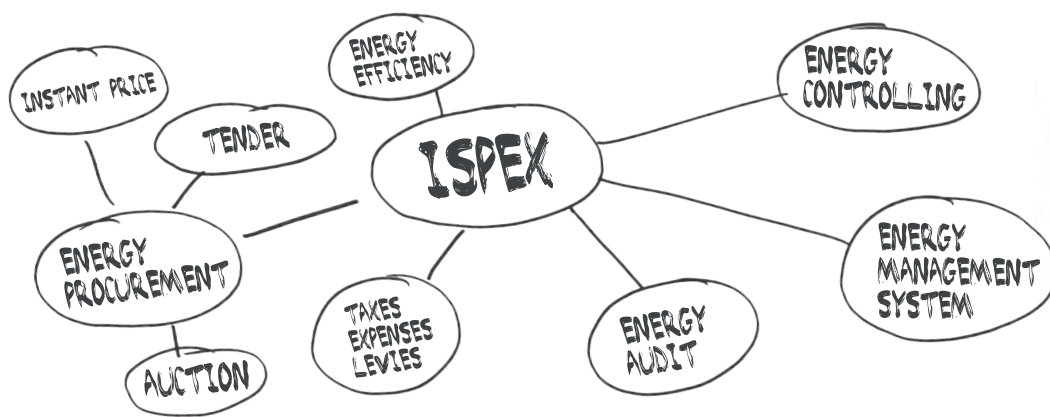 ENERGY
EFFICIENCY
ENERGY
CONTROLLING
INSTANT PRICE
TENDER
ISPEX
ENERGY
PROCUREMENT
ENERGY
MANAGEMENT
SYSTEM
TAXES
EXPENSES
LEVIES
ENERGY
AUDIT
AUCTION